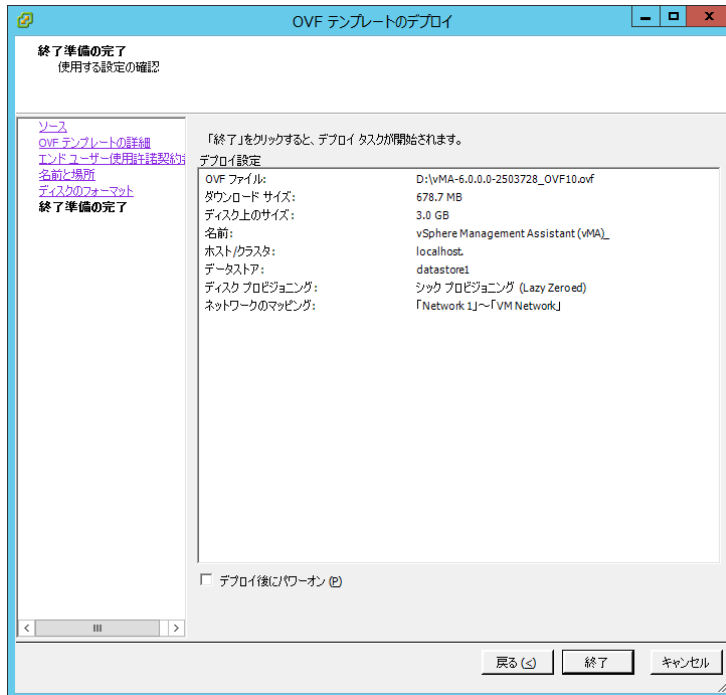 OVF テンプレートのデプロイ
終了準備の完了
使用する設定の確認
ソース
OVF テンプレートの詳細
エンド ユーザー使用許諾契約
名前と場所
ディスクのフォーマット
終了準備の完了
「終了」をクリックすると、デプロイ タスクが開始されます。
デプロイ設定
OVF ファイル: D:\vMA-6.0.0.0-2503728_OVF10.ovf
ダウンロード サイズ: 678.7 MB
ディスク上のサイズ: 3.0 GB
名前: vSphere Management Assistant (vMA)_
ホスト/クラスタ: localhost.
データストア: datastore1
ディスク プロビジョニング: シック プロビジョニング (Lazy Zeroed)
ネットワークのマッピング: 「Network 1」～「VM Network」
デプロイ後にパワーオン (P)
戻る (<)
終了
キャンセル